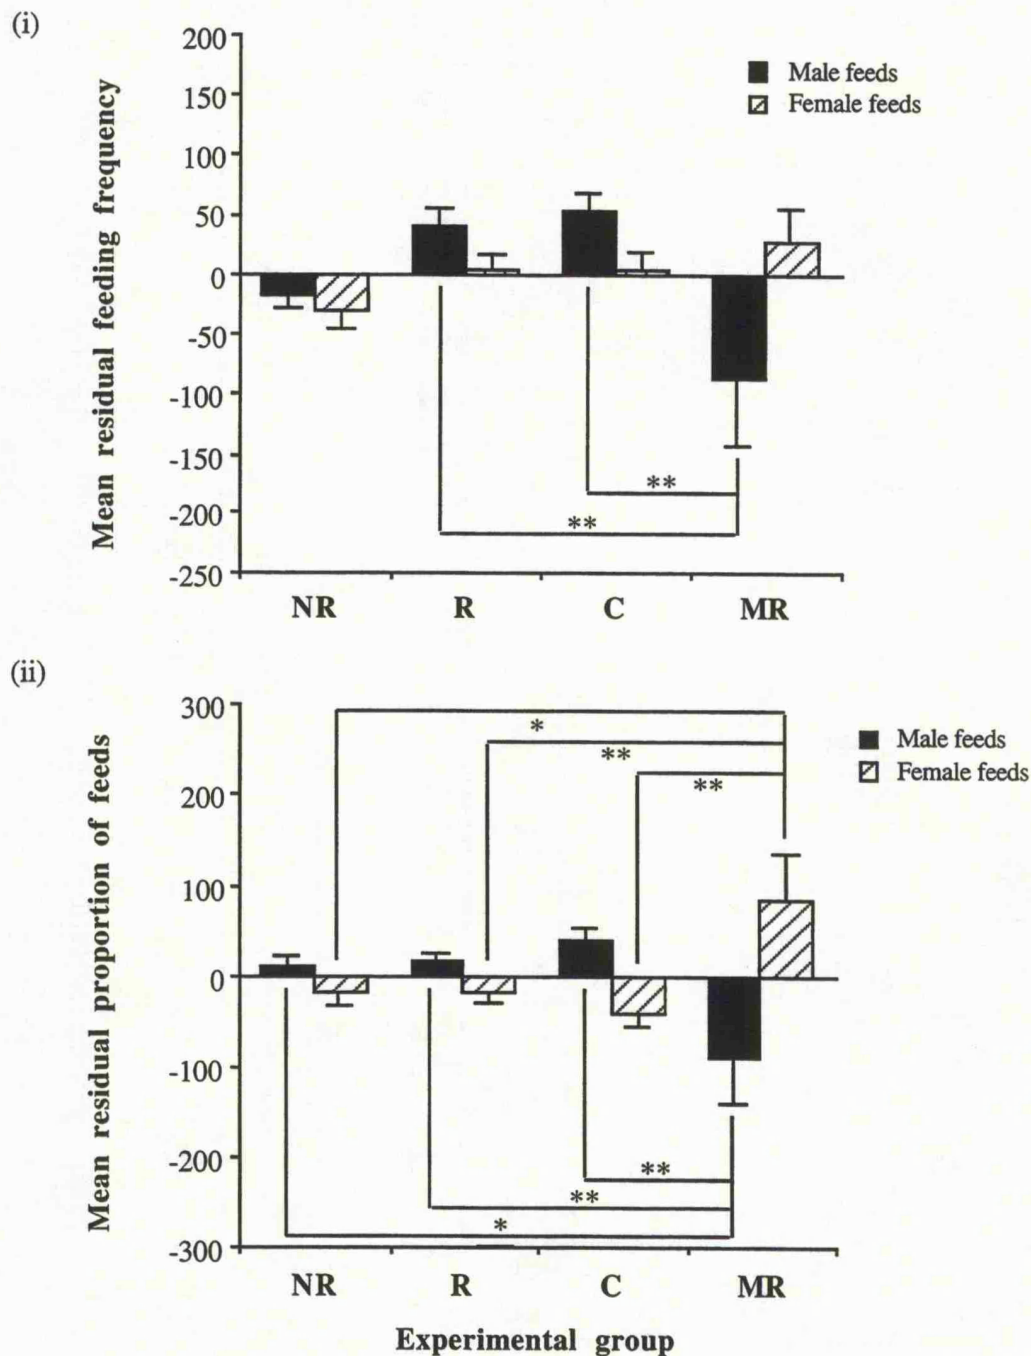 (i)
Mean residual feeding frequency
200
150
100
50
0
-50
-100
-150
-200
-250
Male feeds
Female feeds
**
**
NR R C MR
(ii)
Mean residual proportion of feeds
300
200
100
0
-100
-200
-300
*
**
**
Male feeds
Female feeds
**
**
*
NR R C MR
Experimental group